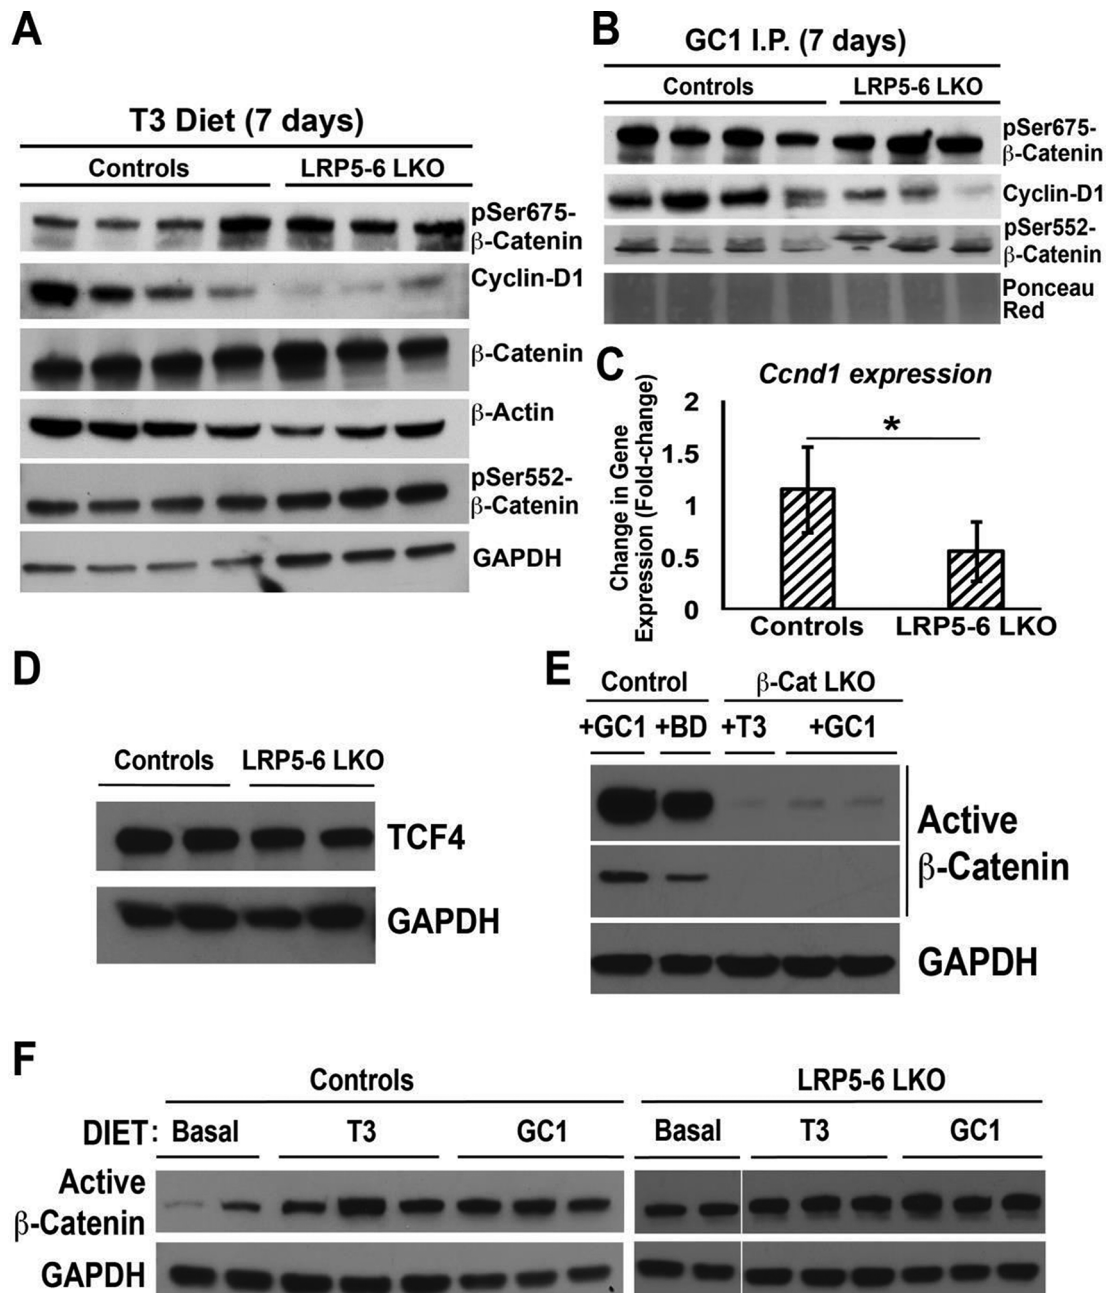 A
T3 Diet (7 days)
Controls LRP5-6 LKO
pSer675-
β-Catenin
Cyclin-D1
β-Catenin
β-Actin
pSer552-
β-Catenin
GAPDH
B
GC1 I.P. (7 days)
Controls LRP5-6 LKO
pSer675-
β-Catenin
Cyclin-D1
pSer552-
β-Catenin
Ponceau
Red
C
Ccnd1 expression
Change in Gene
Expression (Fold-change)
2
1.5
1
0.5
0
*
Controls LRP5-6 LKO
D
Controls LRP5-6 LKO
TCF4
GAPDH
E
Control β-Cat LKO
+GC1 +BD +T3 +GC1
Active
β-Catenin
GAPDH
F
Controls LRP5-6 LKO
DIET: Basal T3 GC1 Basal T3 GC1
Active
β-Catenin
GAPDH